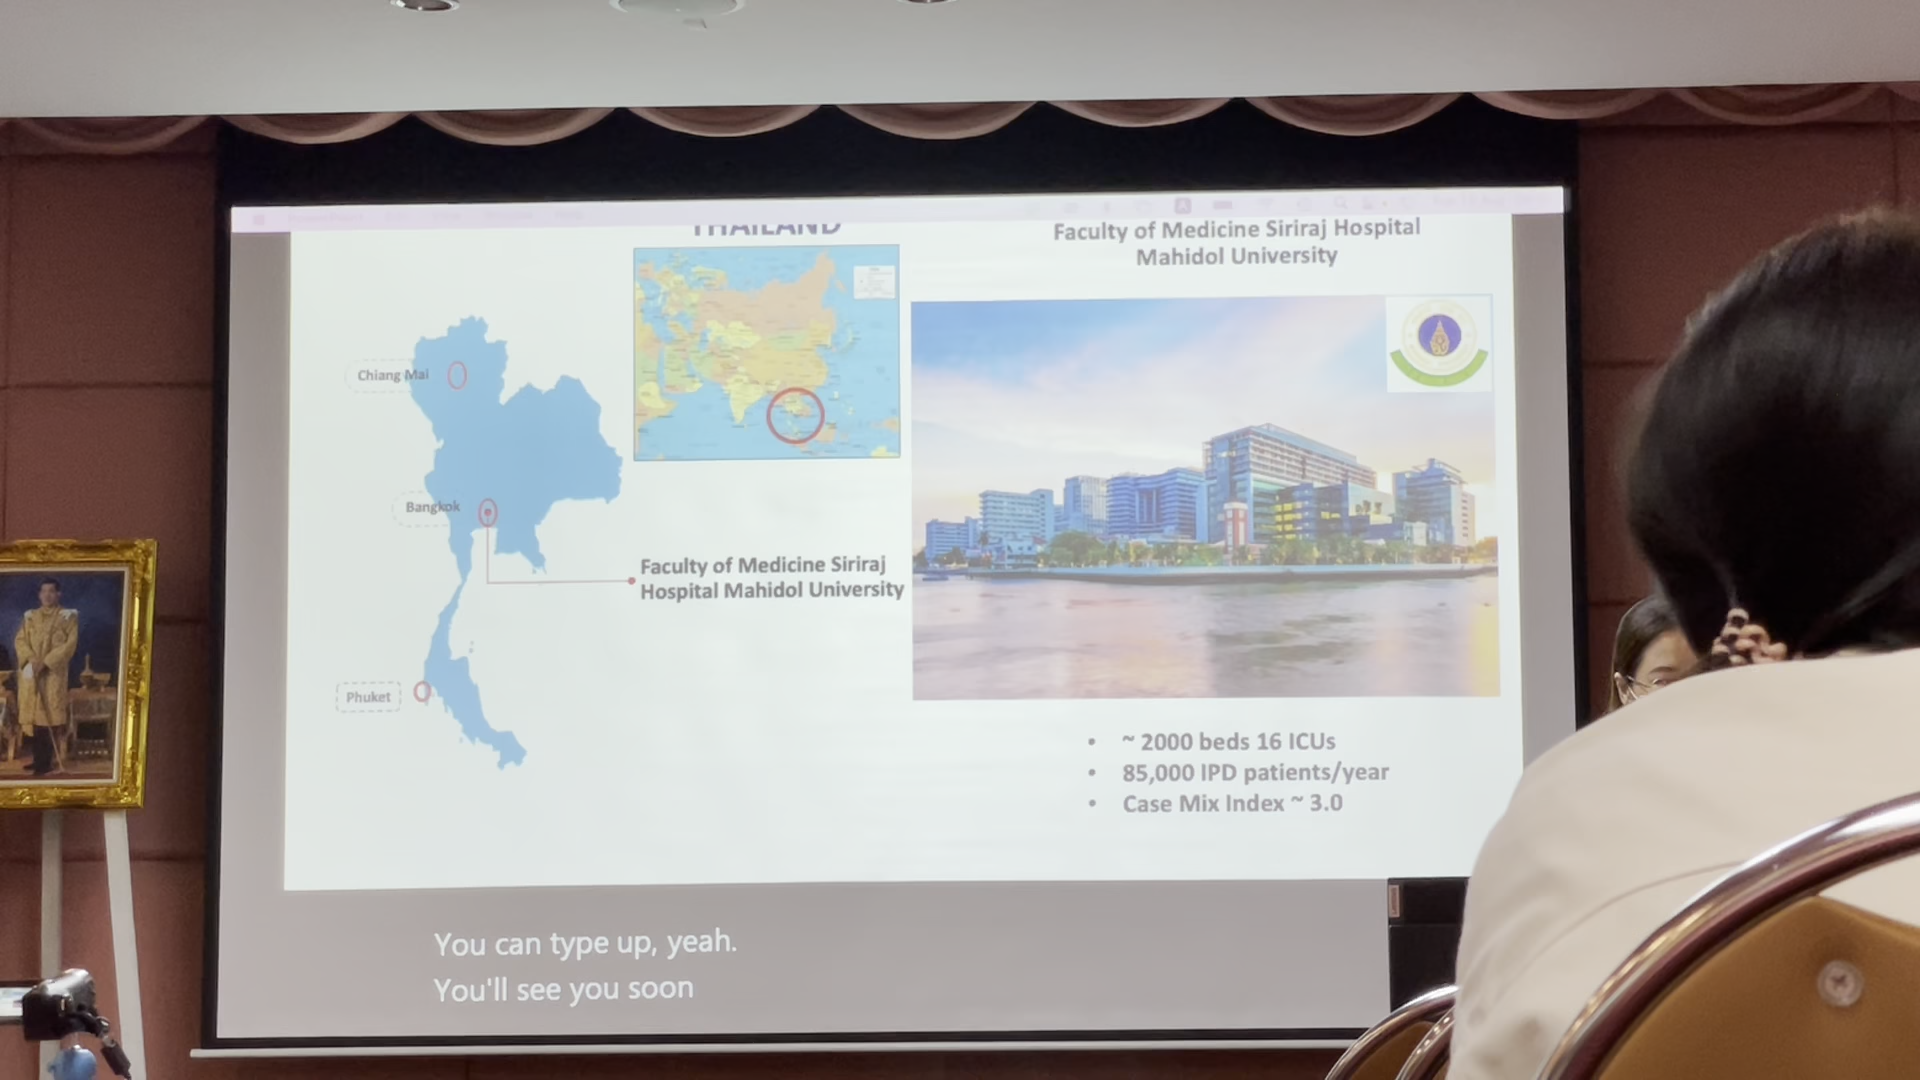 THAILAND
Faculty of Medicine Siriraj Hospital
Mahidol University
Chiang Mai
Bangkok
Faculty of Medicine Siriraj
Hospital Mahidol University
Phuket
• ~ 2000 beds 16 ICUs
• 85,000 IPD patients/year
• Case Mix Index ~ 3.0
You can type up, yeah.
You'll see you soon